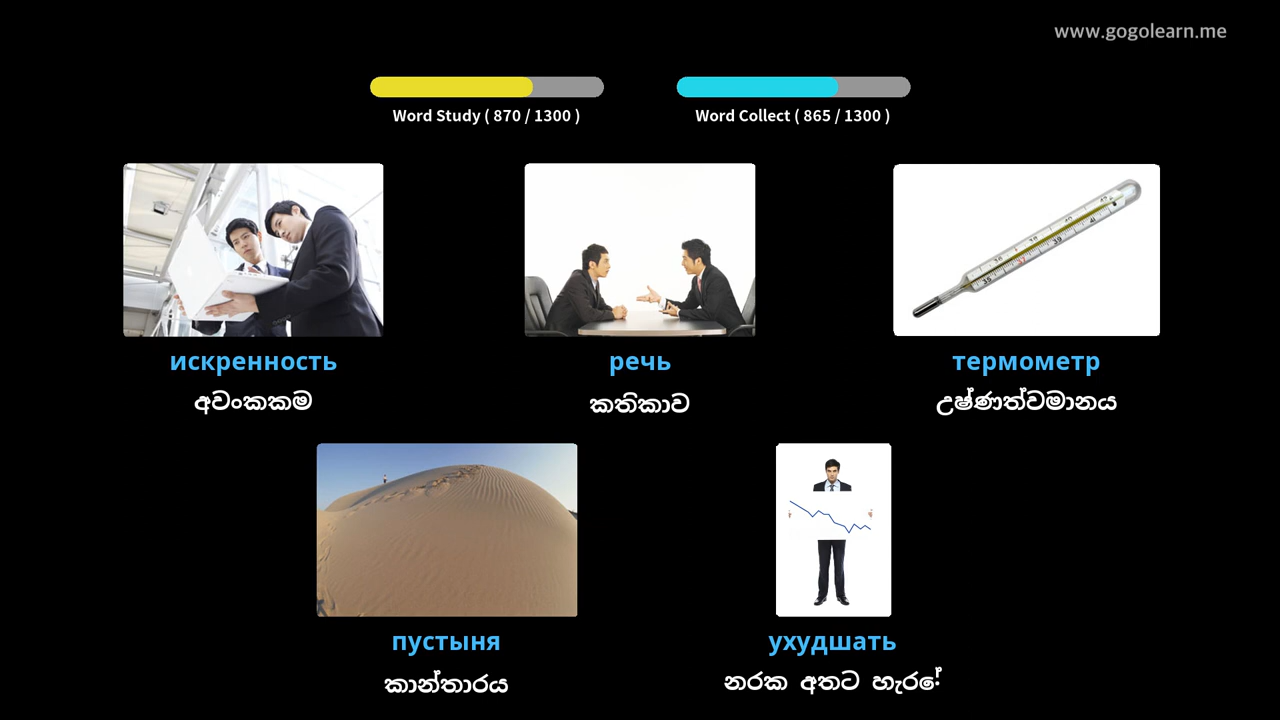 www.gogolearn.me
Word Study ( 870 / 1300 )
Word Collect ( 865 / 1300 )
искренность
речь
термометр
අවංකකම
කතිකාව
උෂ්ණත්වමානය
пустыня
ухудшать
කාන්තාරය
නරක අතට